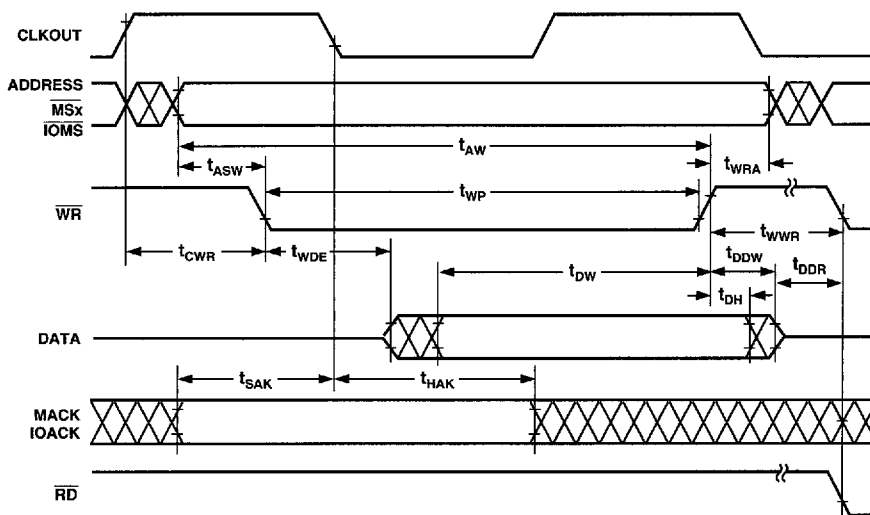 CLKOUT
ADDRESS
MSx
IOMS
tAW
tASW
tWRA
tWP
WR
tCWR
tWDE
tWWR
tDDW
tDW
tDDR
tDH
DATA
tSAK
tHAK
MACK
IOACK
RD